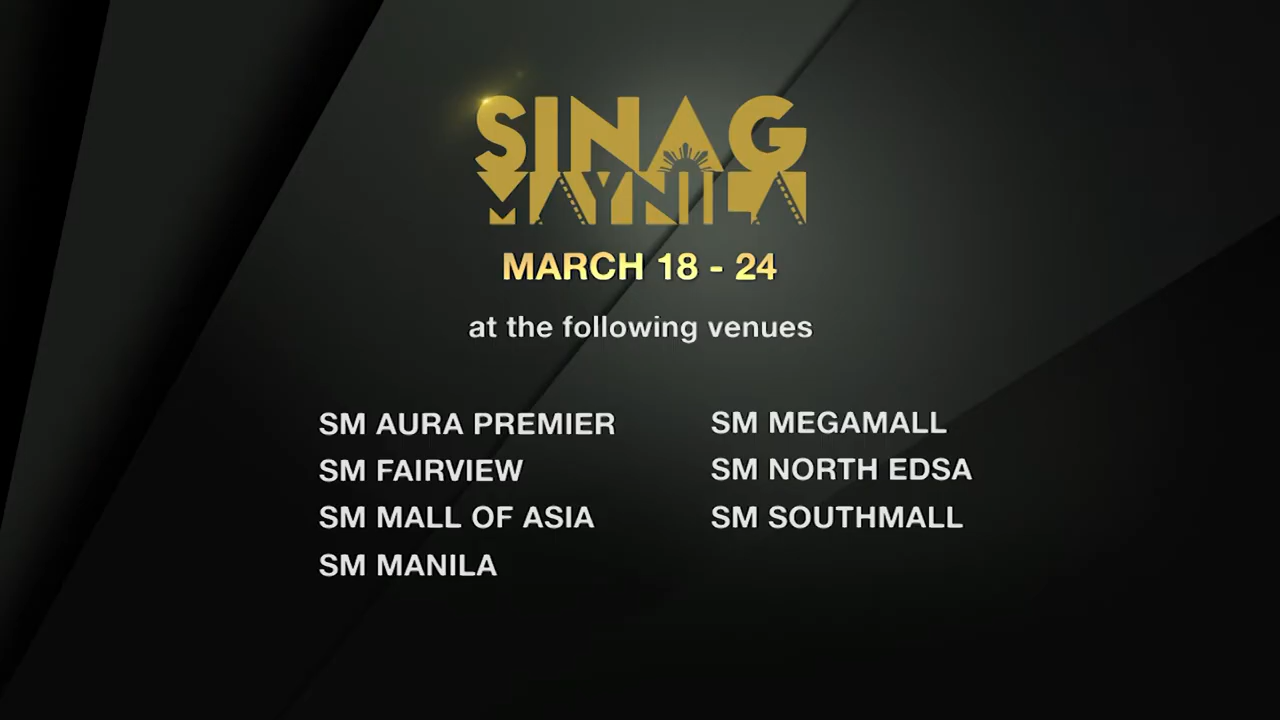 SINAG
MAYNILA
MARCH 18 - 24
at the following venues
SM AURA PREMIER
SM FAIRVIEW
SM MALL OF ASIA
SM MANILA
SM MEGAMALL
SM NORTH EDSA
SM SOUTHMALL